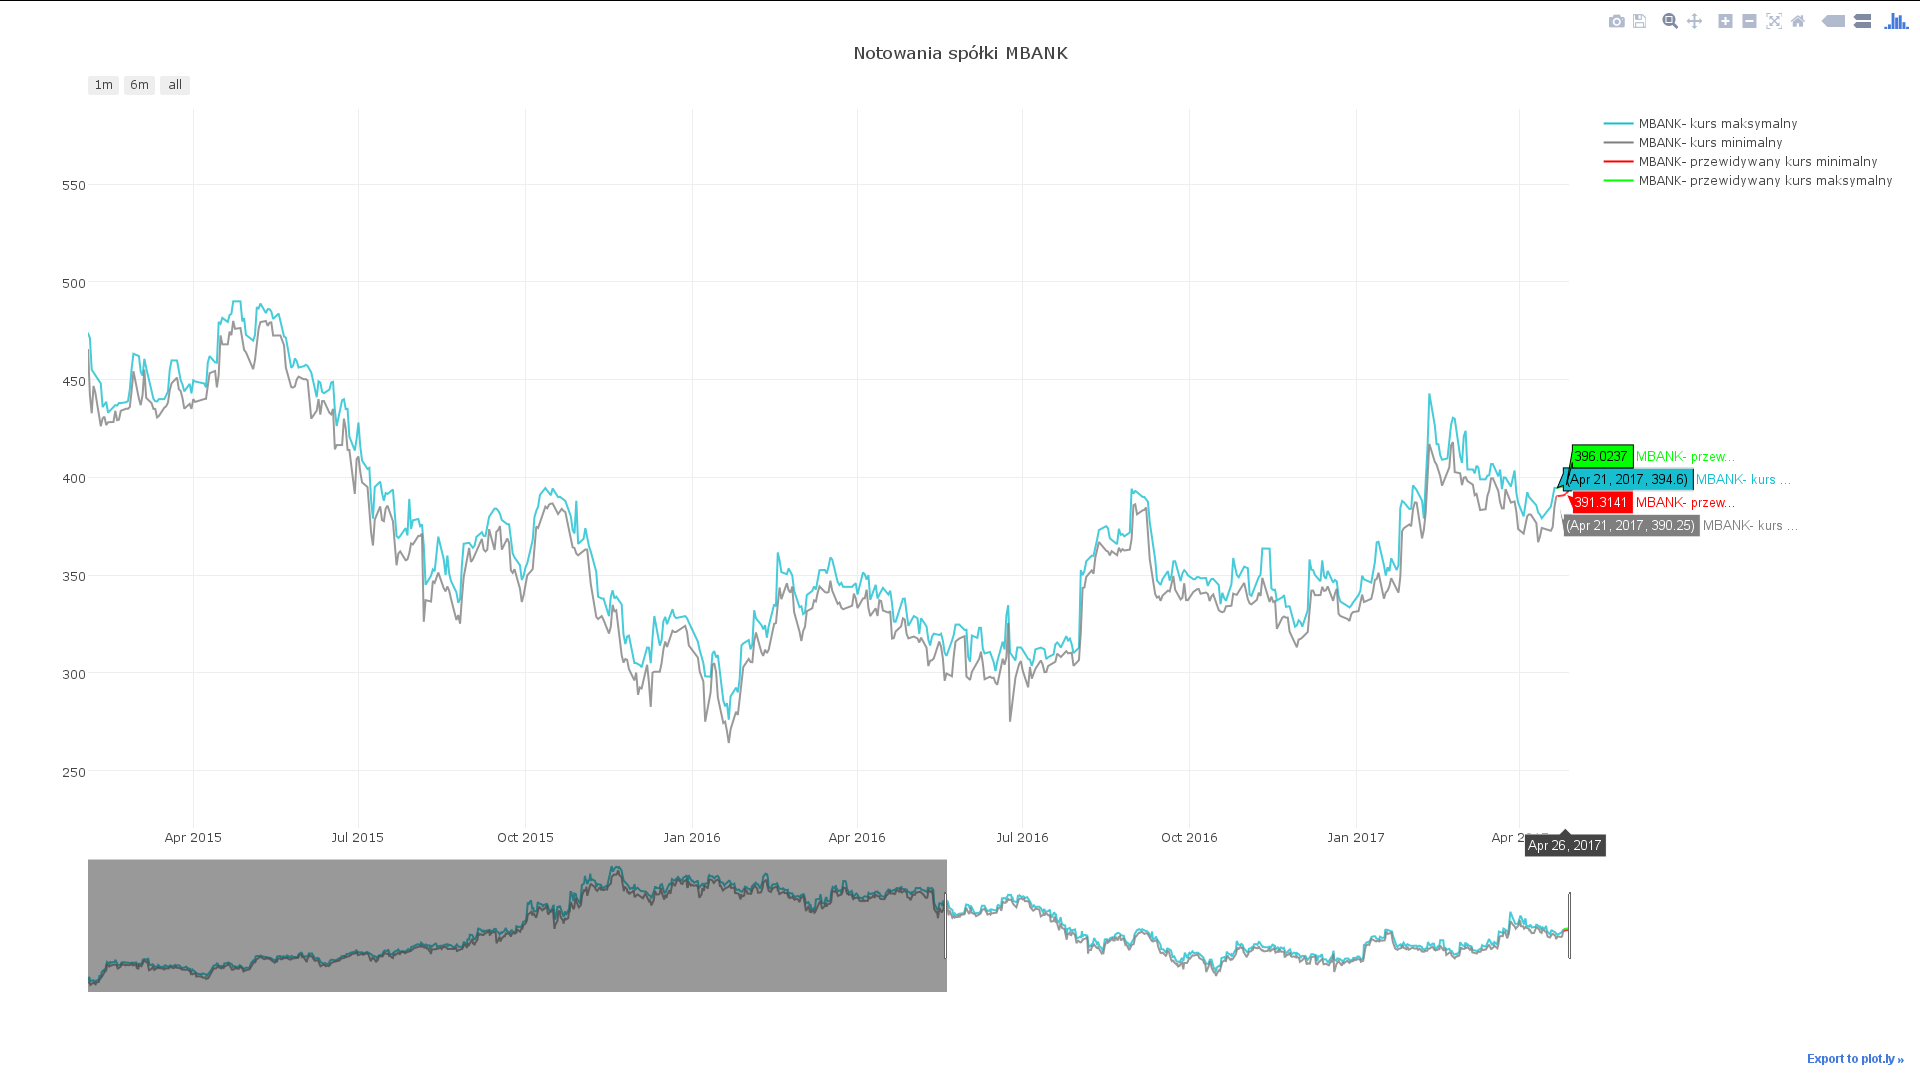 Notowania spółki MBANK
1m 6m all
MBANK- kurs maksymalny
MBANK- kurs minimalny
MBANK- przewidywany kurs minimalny
MBANK- przewidywany kurs maksymalny
550
500
450
400
350
300
250
396.0237 MBANK- przew...
(Apr 21, 2017, 394.6) MBANK- kurs ...
391.3141 MBANK- przew...
(Apr 21, 2017, 390.25) MBANK- kurs ...
Apr 2015 Jul 2015 Oct 2015 Jan 2016 Apr 2016 Jul 2016 Oct 2016 Jan 2017 Apr
Apr 26, 2017
Export to plot.ly »